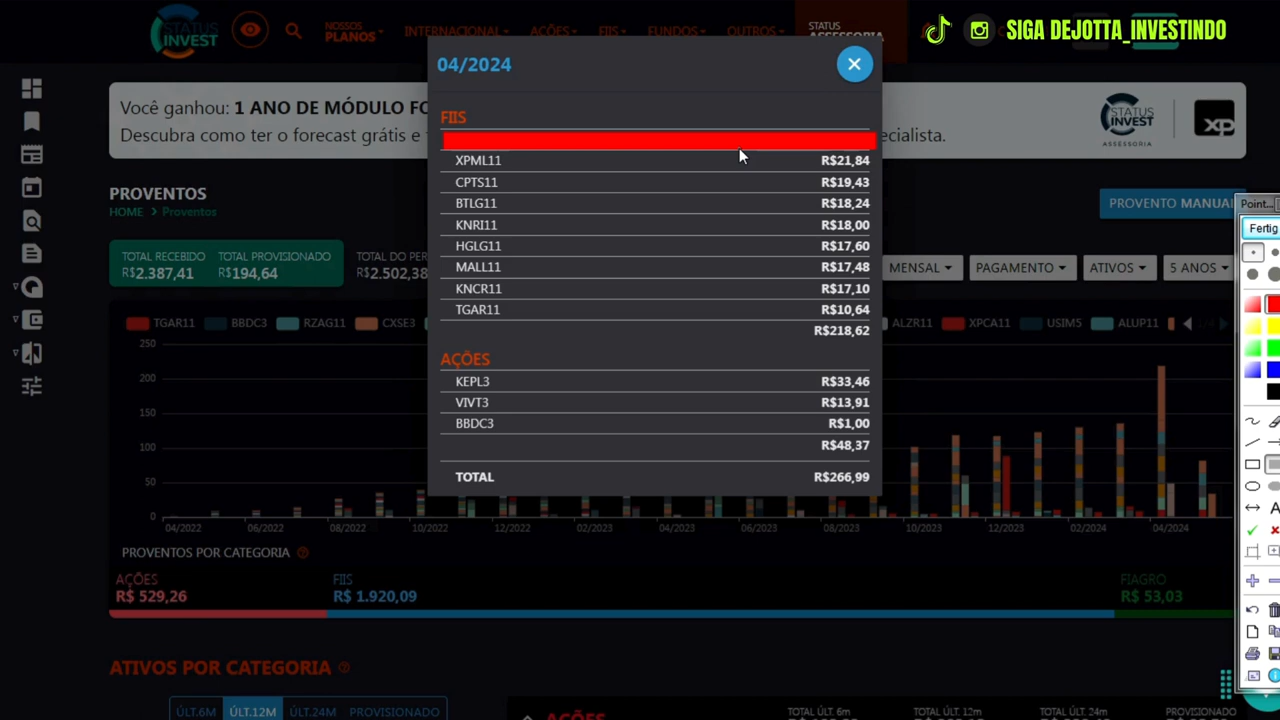 STATUS
INVEST
NOSSOS
PLANOS
INTERNACIONAL
AÇÕES
FIIS
FUNDOS
OUTROS
STATUS
ASSESSORIA
SIGA DEJOTTA_INVESTINDO
04/2024
Você ganhou: 1 ANO DE MÓDULO FO
Descubra como ter o forecast grátis e
ecialista.
STATUS
INVEST
ASSESSORIA
xp
FIIS
XPML11 R$21,84
CPTS11 R$19,43
BTLG11 R$18,24
KNRI11 R$18,00
HGLG11 R$17,60
MALL11 R$17,48
KNCR11 R$17,10
TGAR11 R$10,64
R$218,62
AÇÕES
KEPL3 R$33,46
VIVT3 R$13,91
BBDC3 R$1,00
R$48,37
TOTAL R$266,99
PROVENTOS
HOME > Proventos
PROVENTO MANUA
Point...
Fertig
TOTAL RECEBIDO
R$2.387,41
TOTAL PROVISIONADO
R$194,64
TOTAL DO PER
R$2.502,38
MENSAL
PAGAMENTO
ATIVOS
5 ANOS
TGAR11 BBDC3 RZAG11 CXSE3 ALZR11 XPCA11 USIM5 ALUP11
250
200
150
100
50
0
04/2022 06/2022 08/2022 10/2022 12/2022 02/2023 04/2023 06/2023 08/2023 10/2023 12/2023 02/2024 04/2024
PROVENTOS POR CATEGORIA
AÇÕES
R$ 529,26
FIIS
R$ 1.920,09
FIAGRO
R$ 53,03
ATIVOS POR CATEGORIA
ÚLT.6M ÚLT.12M ÚLT.24M PROVISIONADO
AÇÕES
TOTAL ÚLT. 6m TOTAL ÚLT. 12m TOTAL ÚLT. 24m PROVISIONADO